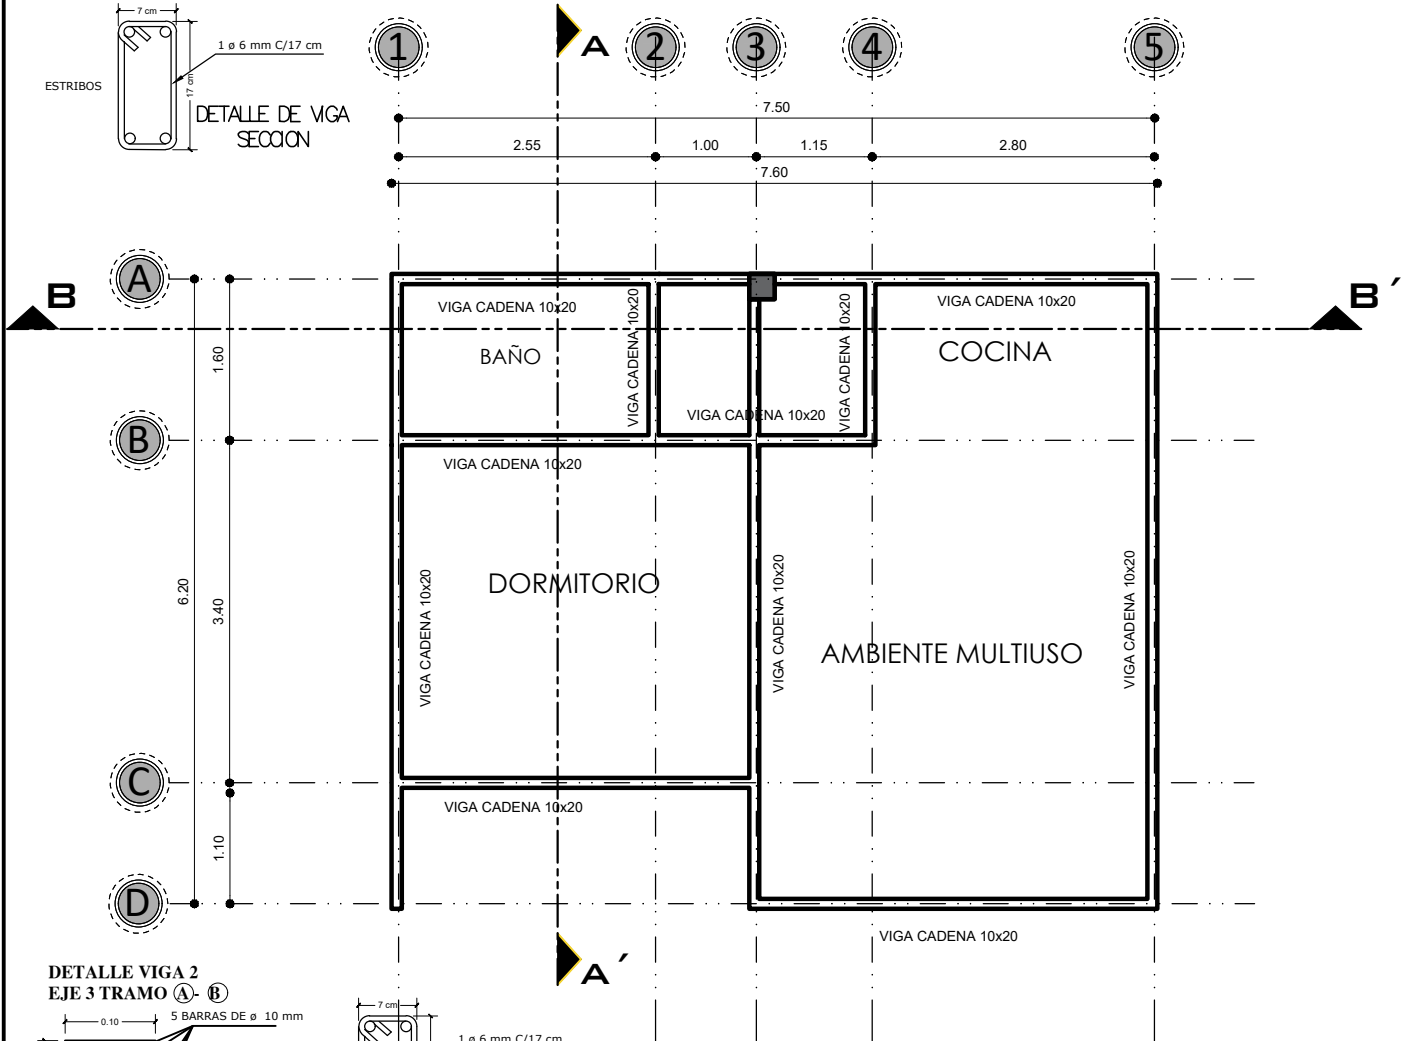 7 cm
1 ø 6 mm C/17 cm
ESTRIBOS
17 cm
DETALLE DE VIGA
SECCION
1
A
2
3
4
5
7.50
2.55
1.00
1.15
2.80
7.60
A
B
B ´
VIGA CADENA 10x20
VIGA CADENA 10x20
VIGA CADENA 10x20
VIGA CADENA 10x20
BAÑO
COCINA
1.60
VIGA CADENA 10x20
B
VIGA CADENA 10x20
6.20
3.40
DORMITORIO
VIGA CADENA 10x20
VIGA CADENA 10x20
VIGA CADENA 10x20
AMBIENTE MULTIUSO
C
VIGA CADENA 10x20
1.10
D
VIGA CADENA 10x20
A ´
DETALLE VIGA 2
EJE 3 TRAMO A - B
0.10
5 BARRAS DE ø 10 mm
7 cm
1 ø 6 mm C/17 cm